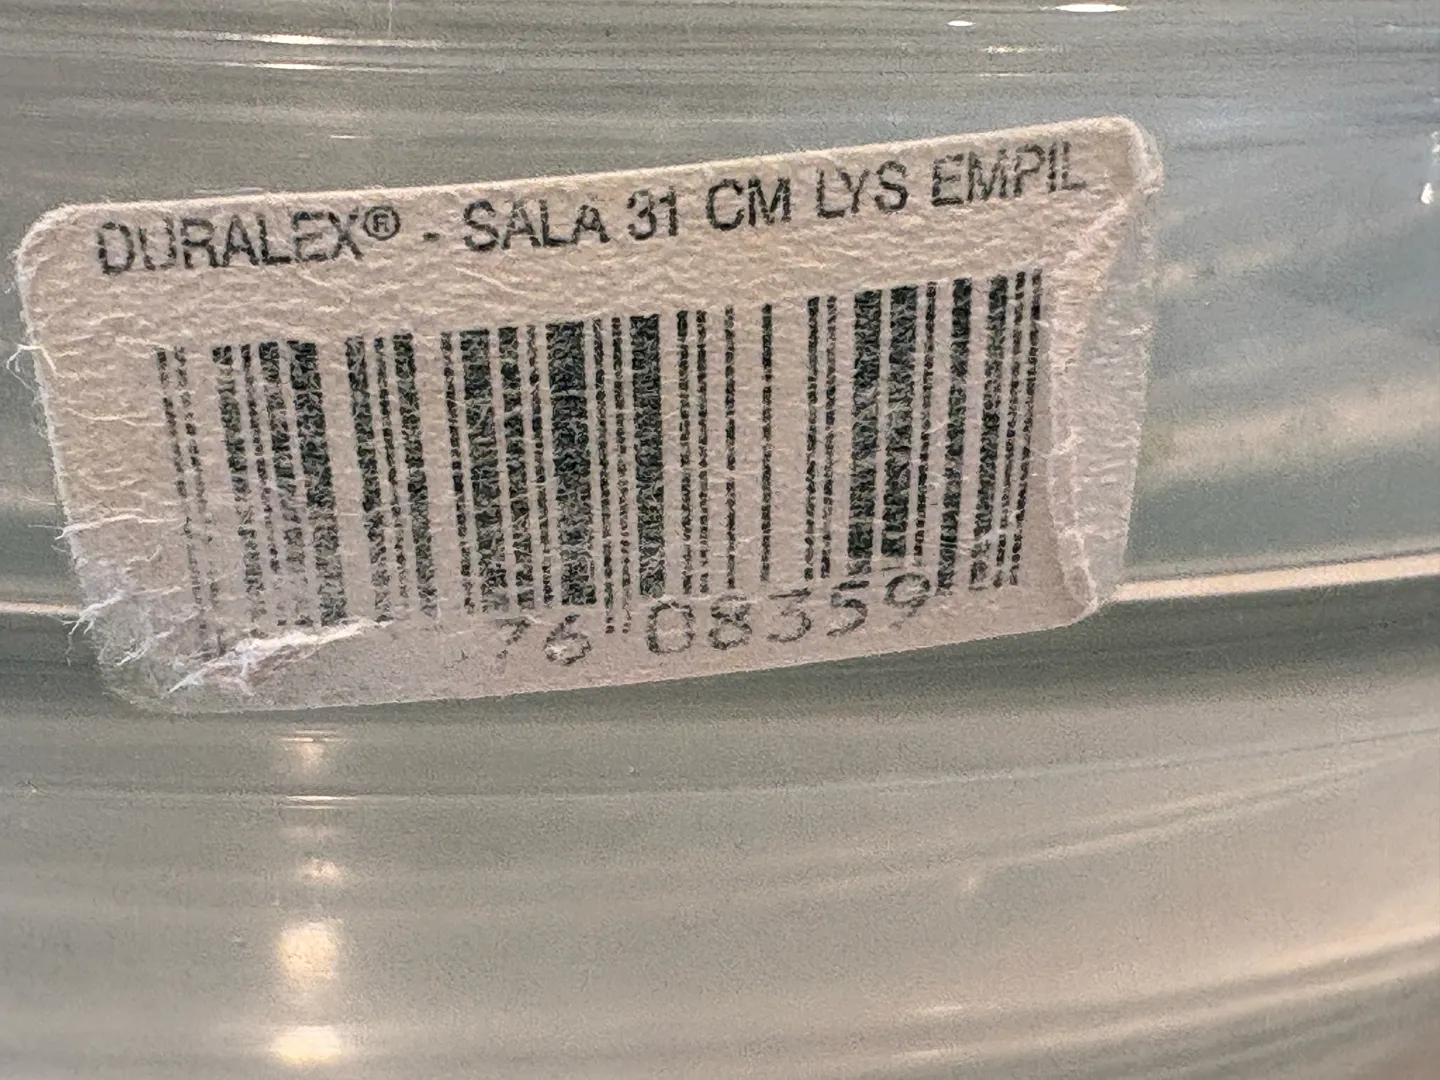 DURALEX® - SALA 31 CM LYS EMPIL
76 08359